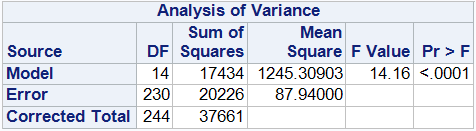 Analysis of Variance
Source DF Sum of Squares Mean Square F Value Pr > F
Model 14 17434 1245.30903 14.16 <.0001
Error 230 20226 87.94000
Corrected Total 244 37661